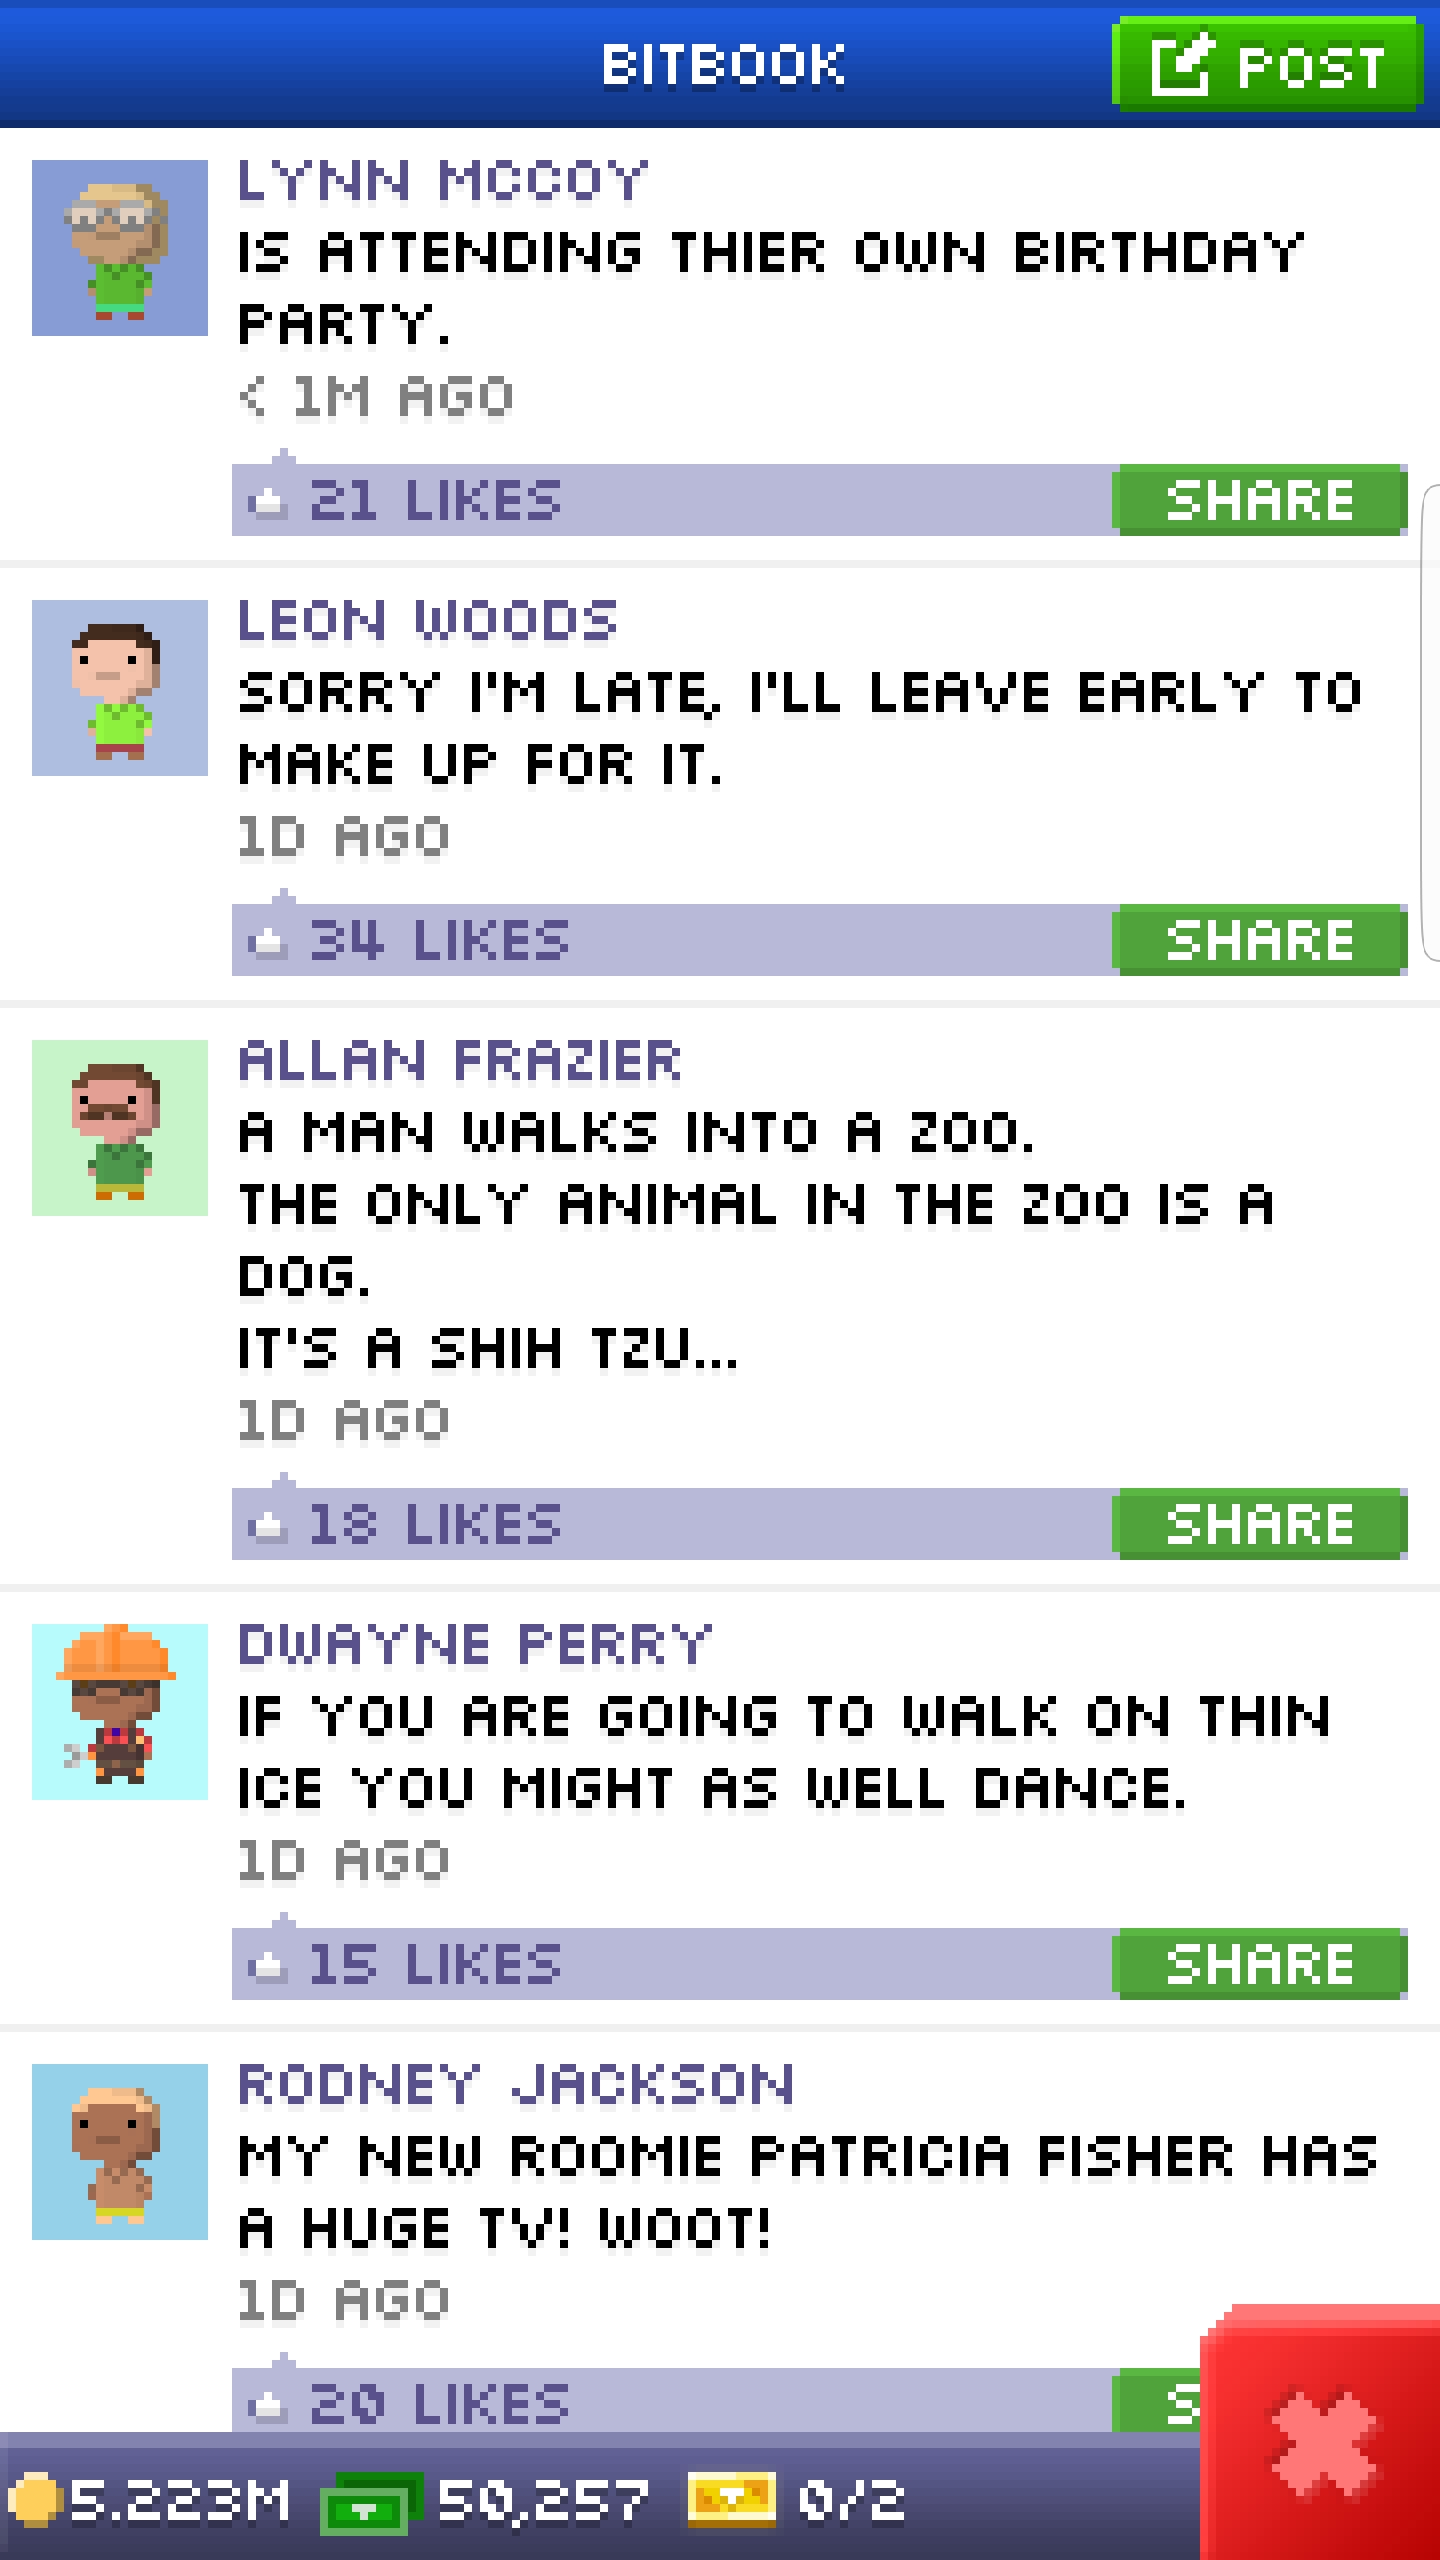 BITBOOK
POST
LYNN MCCOY
IS ATTENDING THIER OWN BIRTHDAY
PARTY.
< 1M AGO
21 LIKES
SHARE
LEON WOODS
SORRY I'M LATE, I'LL LEAVE EARLY TO
MAKE UP FOR IT.
1D AGO
34 LIKES
SHARE
ALLAN FRAZIER
A MAN WALKS INTO A ZOO.
THE ONLY ANIMAL IN THE ZOO IS A
DOG.
IT'S A SHIH TZU...
1D AGO
18 LIKES
SHARE
DWAYNE PERRY
IF YOU ARE GOING TO WALK ON THIN
ICE YOU MIGHT AS WELL DANCE.
1D AGO
15 LIKES
SHARE
RODNEY JACKSON
MY NEW ROOMIE PATRICIA FISHER HAS
A HUGE TV! WOOT!
1D AGO
20 LIKES
S
5.223M
50,257
0/2